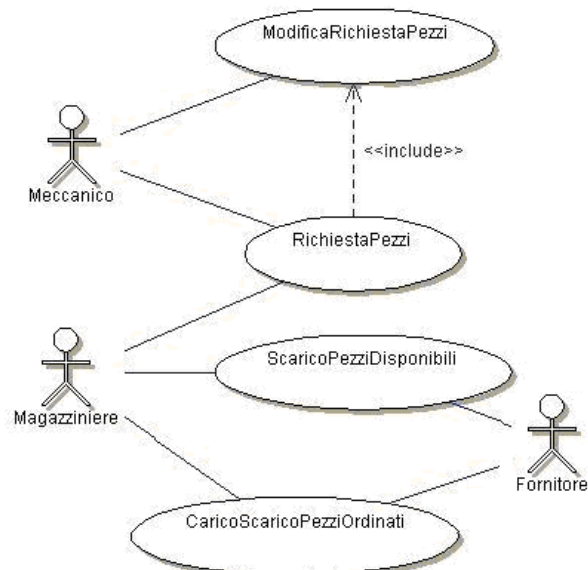 ModificaRichiestaPezzi
<<include>>
Meccanico
RichiestaPezzi
ScaricoPezziDisponibili
Magazziniere
Fornitore
CaricoScaricoPezziOrdinati